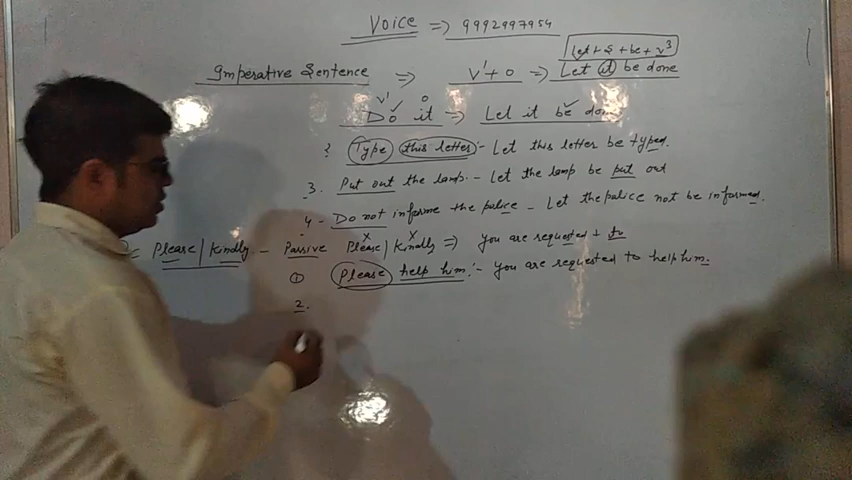 Voice => 9992997954
Let + S + be + v³
Imperative Sentence => v' + o => Let it be done
v' o
Do it :- Let it be done
2 Type this letter :- Let this letter be typed.
3. Put out the lamp. - Let the lamp be put out
4 - Do not informe the police - Let the police not be informed.
= Please/Kindly - Passive Please/Kindly => You are requested + to
① Please help him :- You are requested to help him.
2.